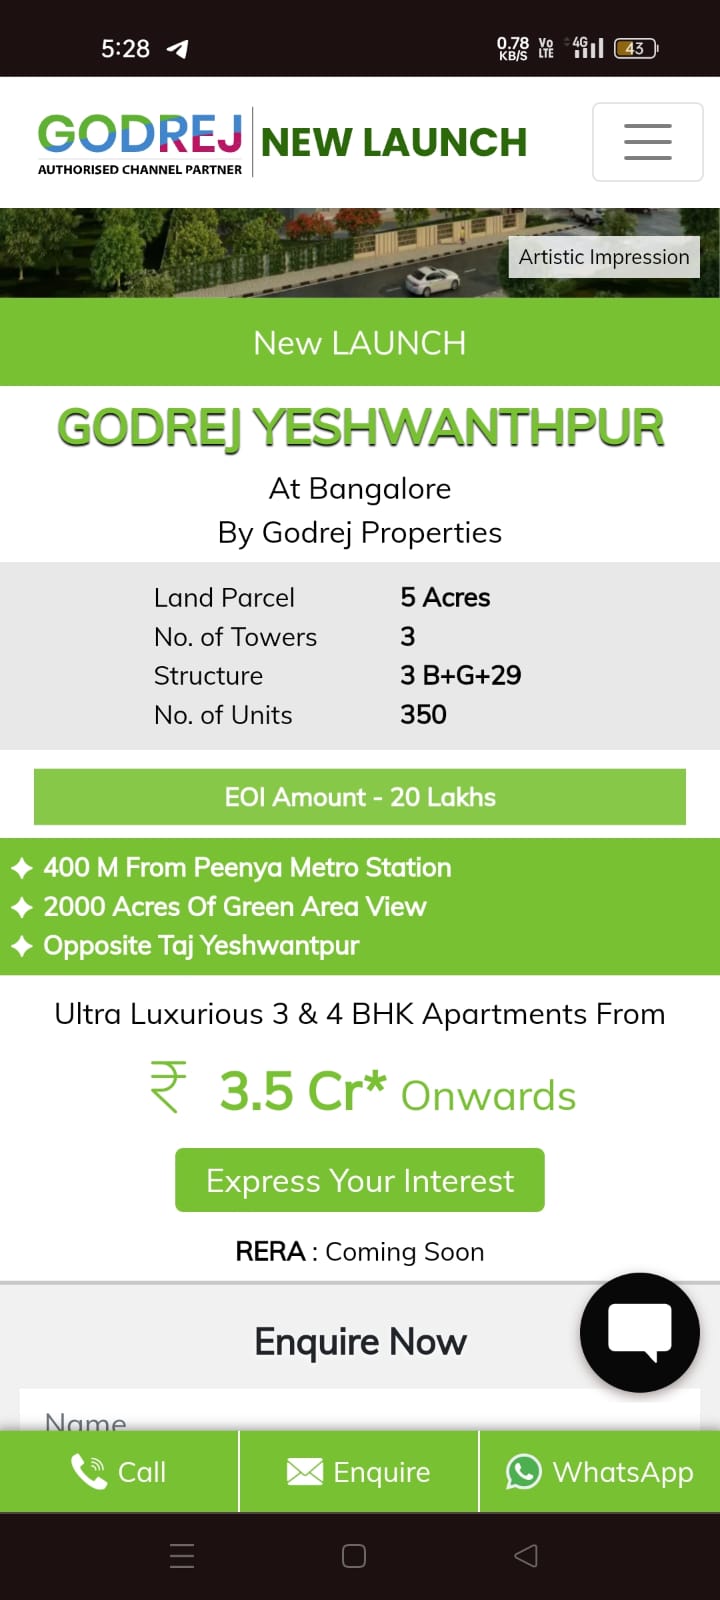 5:28
0.78 KB/S Vo LTE 4G 43
GODREJ
AUTHORISED CHANNEL PARTNER
NEW LAUNCH
Artistic Impression
New LAUNCH
GODREJ YESHWANTHPUR
At Bangalore
By Godrej Properties
Land Parcel 5 Acres
No. of Towers 3
Structure 3 B+G+29
No. of Units 350
EOI Amount - 20 Lakhs
400 M From Peenya Metro Station
2000 Acres Of Green Area View
Opposite Taj Yeshwantpur
Ultra Luxurious 3 & 4 BHK Apartments From
₹ 3.5 Cr* Onwards
Express Your Interest
RERA : Coming Soon
Enquire Now
Name
Call Enquire WhatsApp